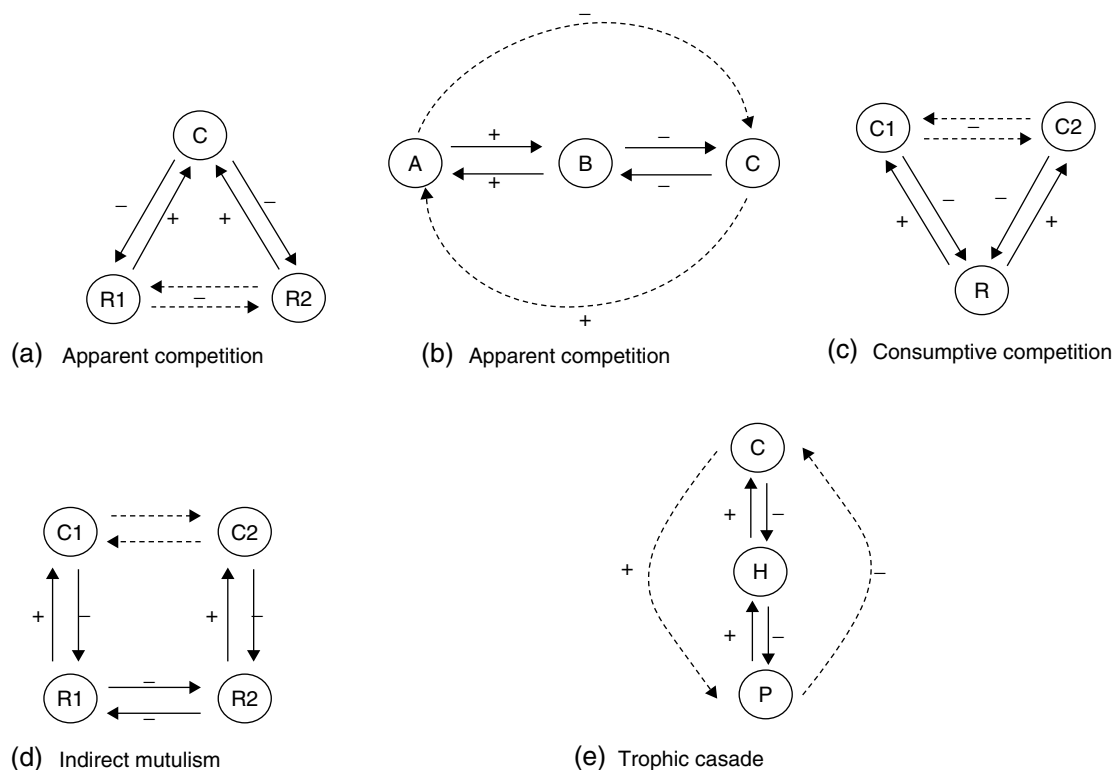 –
C
+ –
A B C
+ –
– + + –
R1 – R2
+
(a) Apparent competition
(b) Apparent competition
C1 – C2
+ – – +
R
(c) Consumptive competition
C1 C2
+ – + –
R1 – R2
–
(d) Indirect mutulism
C
+ –
+ H –
+ –
P
(e) Trophic casade